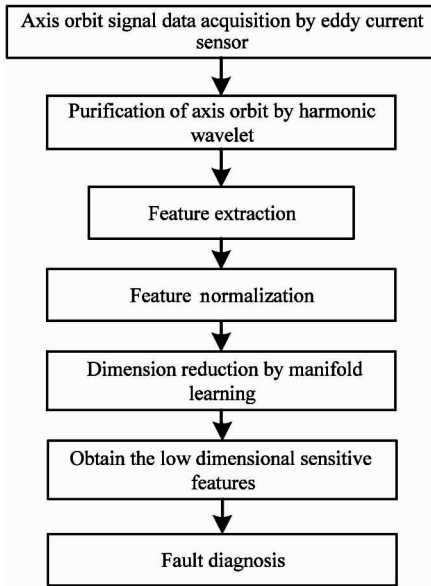 Axis orbit signal data acquisition by eddy current
sensor
Purification of axis orbit by harmonic
wavelet
Feature extraction
Feature normalization
Dimension reduction by manifold
learning
Obtain the low dimensional sensitive
features
Fault diagnosis